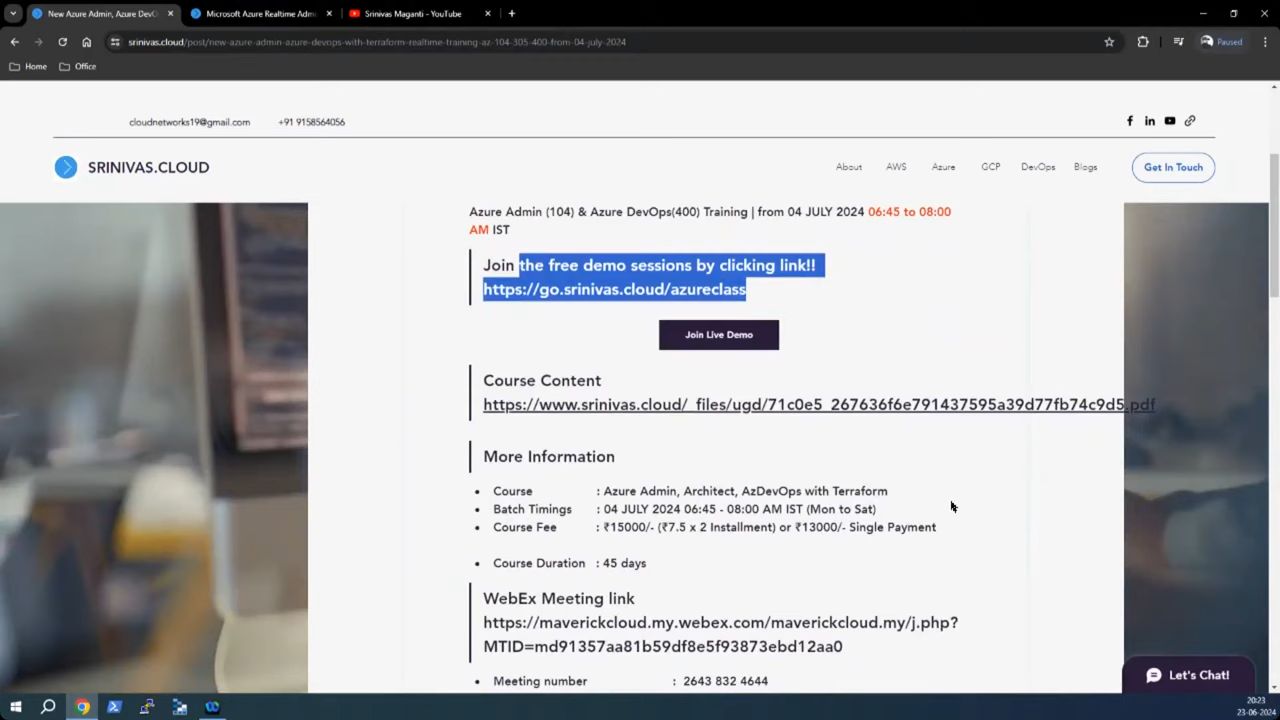 New Azure Admin, Azure DevO
Microsoft Azure Realtime Adm
Srinivas Maganti - YouTube
srinivas.cloud/post/new-azure-admin-azure-devops-with-terraform-realtime-training-az-104-305-400-from-04-july-2024
Paused
Home
Office
cloudnetworks19@gmail.com
+91 9158564056
SRINIVAS.CLOUD
About
AWS
Azure
GCP
DevOps
Blogs
Get In Touch
Azure Admin (104) & Azure DevOps(400) Training | from 04 JULY 2024 06:45 to 08:00
AM IST
Join the free demo sessions by clicking link!!
https://go.srinivas.cloud/azureclass
Join Live Demo
Course Content
https://www.srinivas.cloud/_files/ugd/71c0e5_267636f6e791437595a39d77fb74c9d5.pdf
More Information
• Course : Azure Admin, Architect, AzDevOps with Terraform
• Batch Timings : 04 JULY 2024 06:45 - 08:00 AM IST (Mon to Sat)
• Course Fee : ₹15000/- (₹7.5 x 2 Installment) or ₹13000/- Single Payment
• Course Duration : 45 days
WebEx Meeting link
https://maverickcloud.my.webex.com/maverickcloud.my/j.php?
MTID=md91357aa81b59df8e5f93873ebd12aa0
• Meeting number : 2643 832 4644
Let's Chat!
20:23
23-06-2024